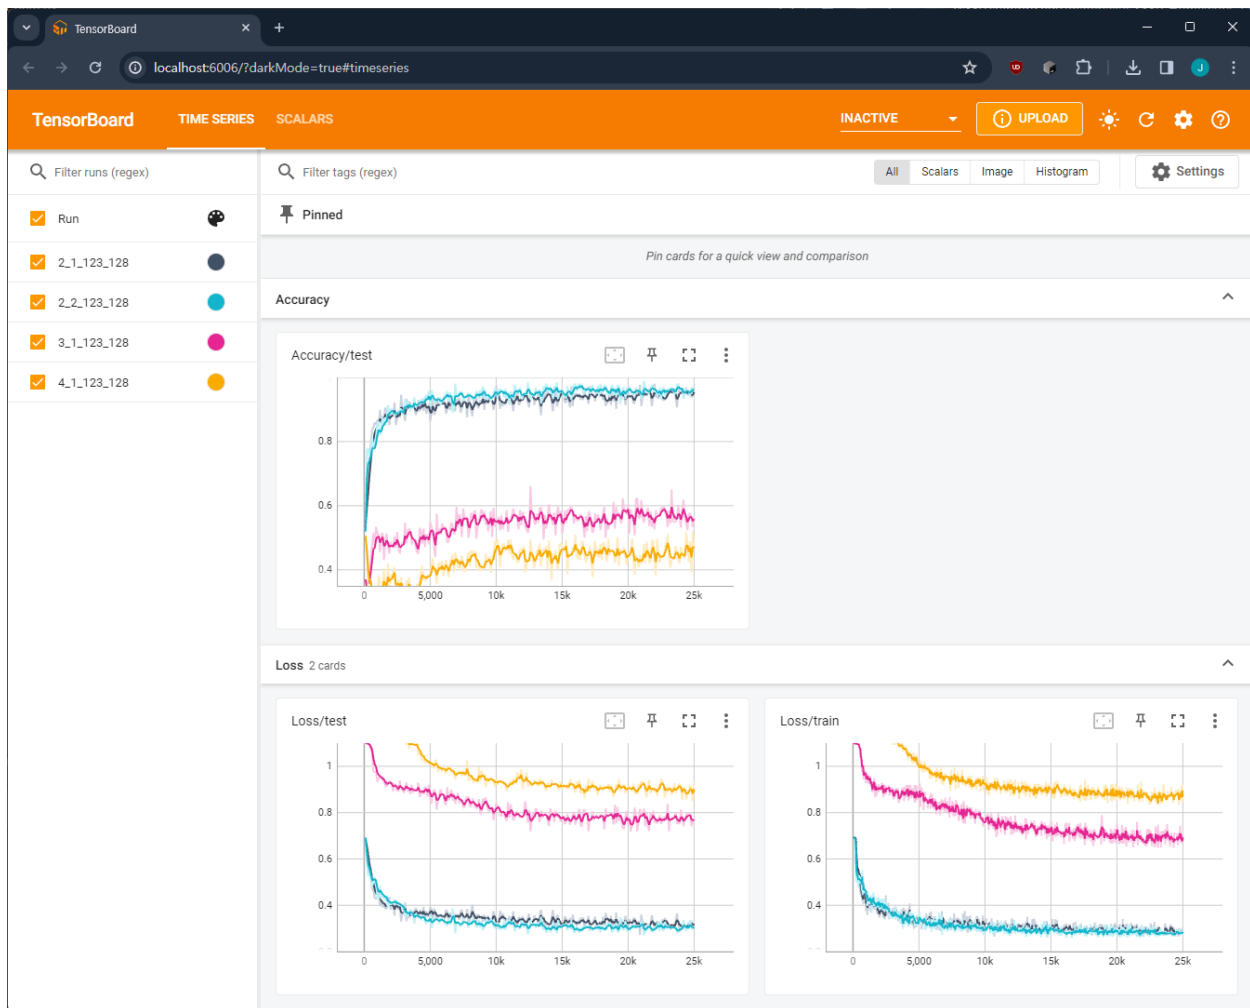 TensorBoard
localhost:6006/?darkMode=true#timeseries
J
TensorBoard TIME SERIES SCALARS INACTIVE UPLOAD
Filter runs (regex)
Filter tags (regex) All Scalars Image Histogram Settings
Run
Pinned
2_1_123_128
Pin cards for a quick view and comparison
2_2_123_128
Accuracy
3_1_123_128
Accuracy/test
4_1_123_128
0.8
0.6
0.4
0 5,000 10k 15k 20k 25k
Loss 2 cards
Loss/test
1
0.8
0.6
0.4
0 5,000 10k 15k 20k 25k
Loss/train
1
0.8
0.6
0.4
0 5,000 10k 15k 20k 25k